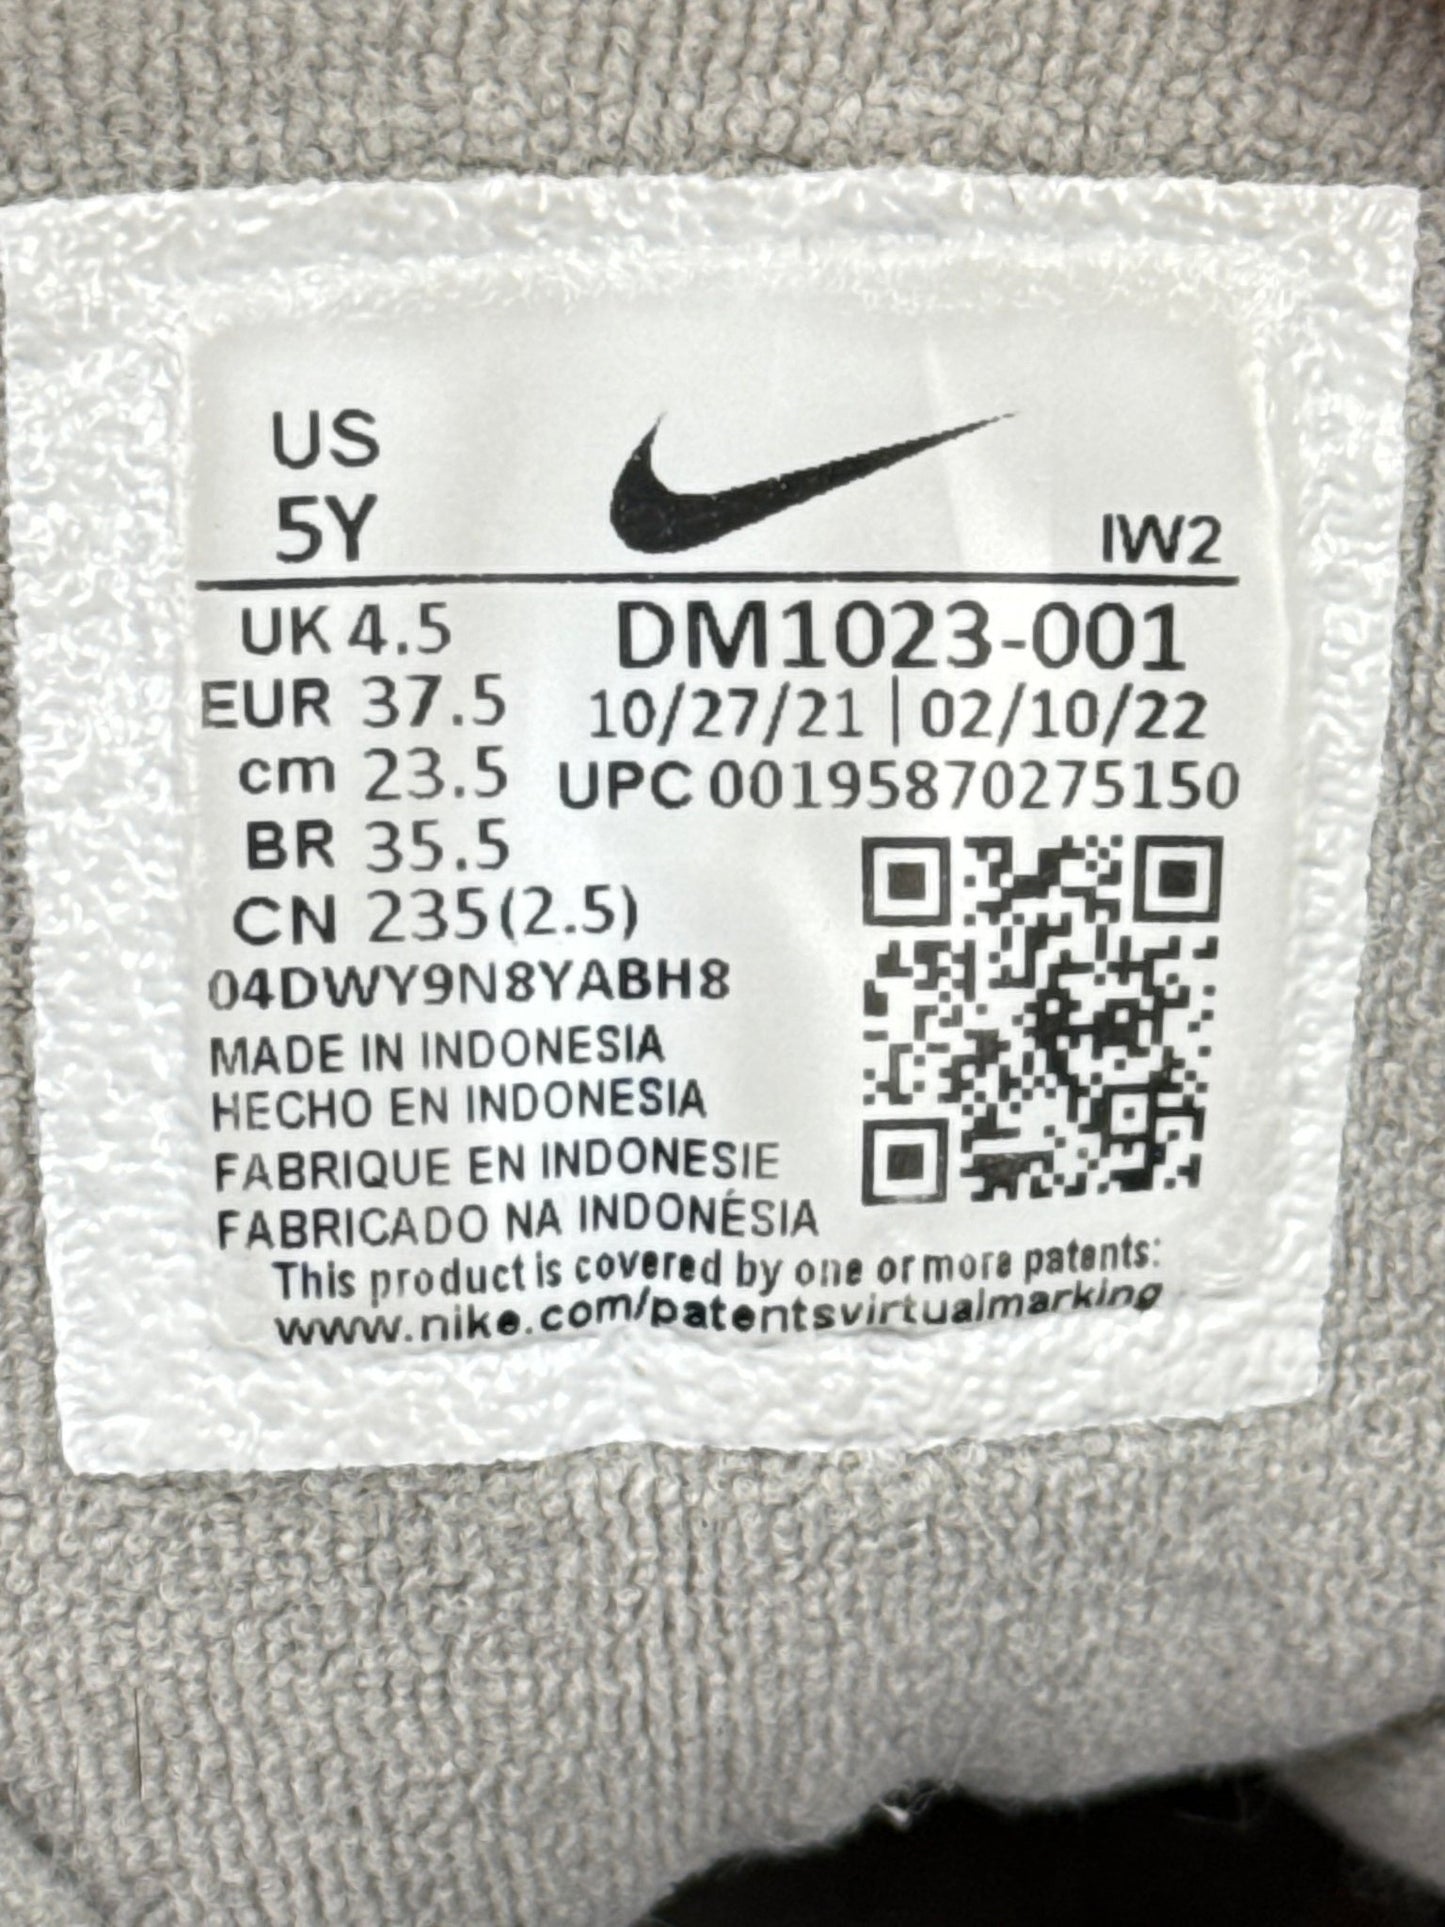 US
5Y
IW2
UK 4.5
EUR 37.5
cm 23.5
BR 35.5
CN 235(2.5)
DM1023-001
10/27/21 | 02/10/22
UPC 00195870275150
04DWY9N8YABH8
MADE IN INDONESIA
HECHO EN INDONESIA
FABRIQUE EN INDONESIE
FABRICADO NA INDONÉSIA
This product is covered by one or more patents:
www.nike.com/patentsvirtualmarking